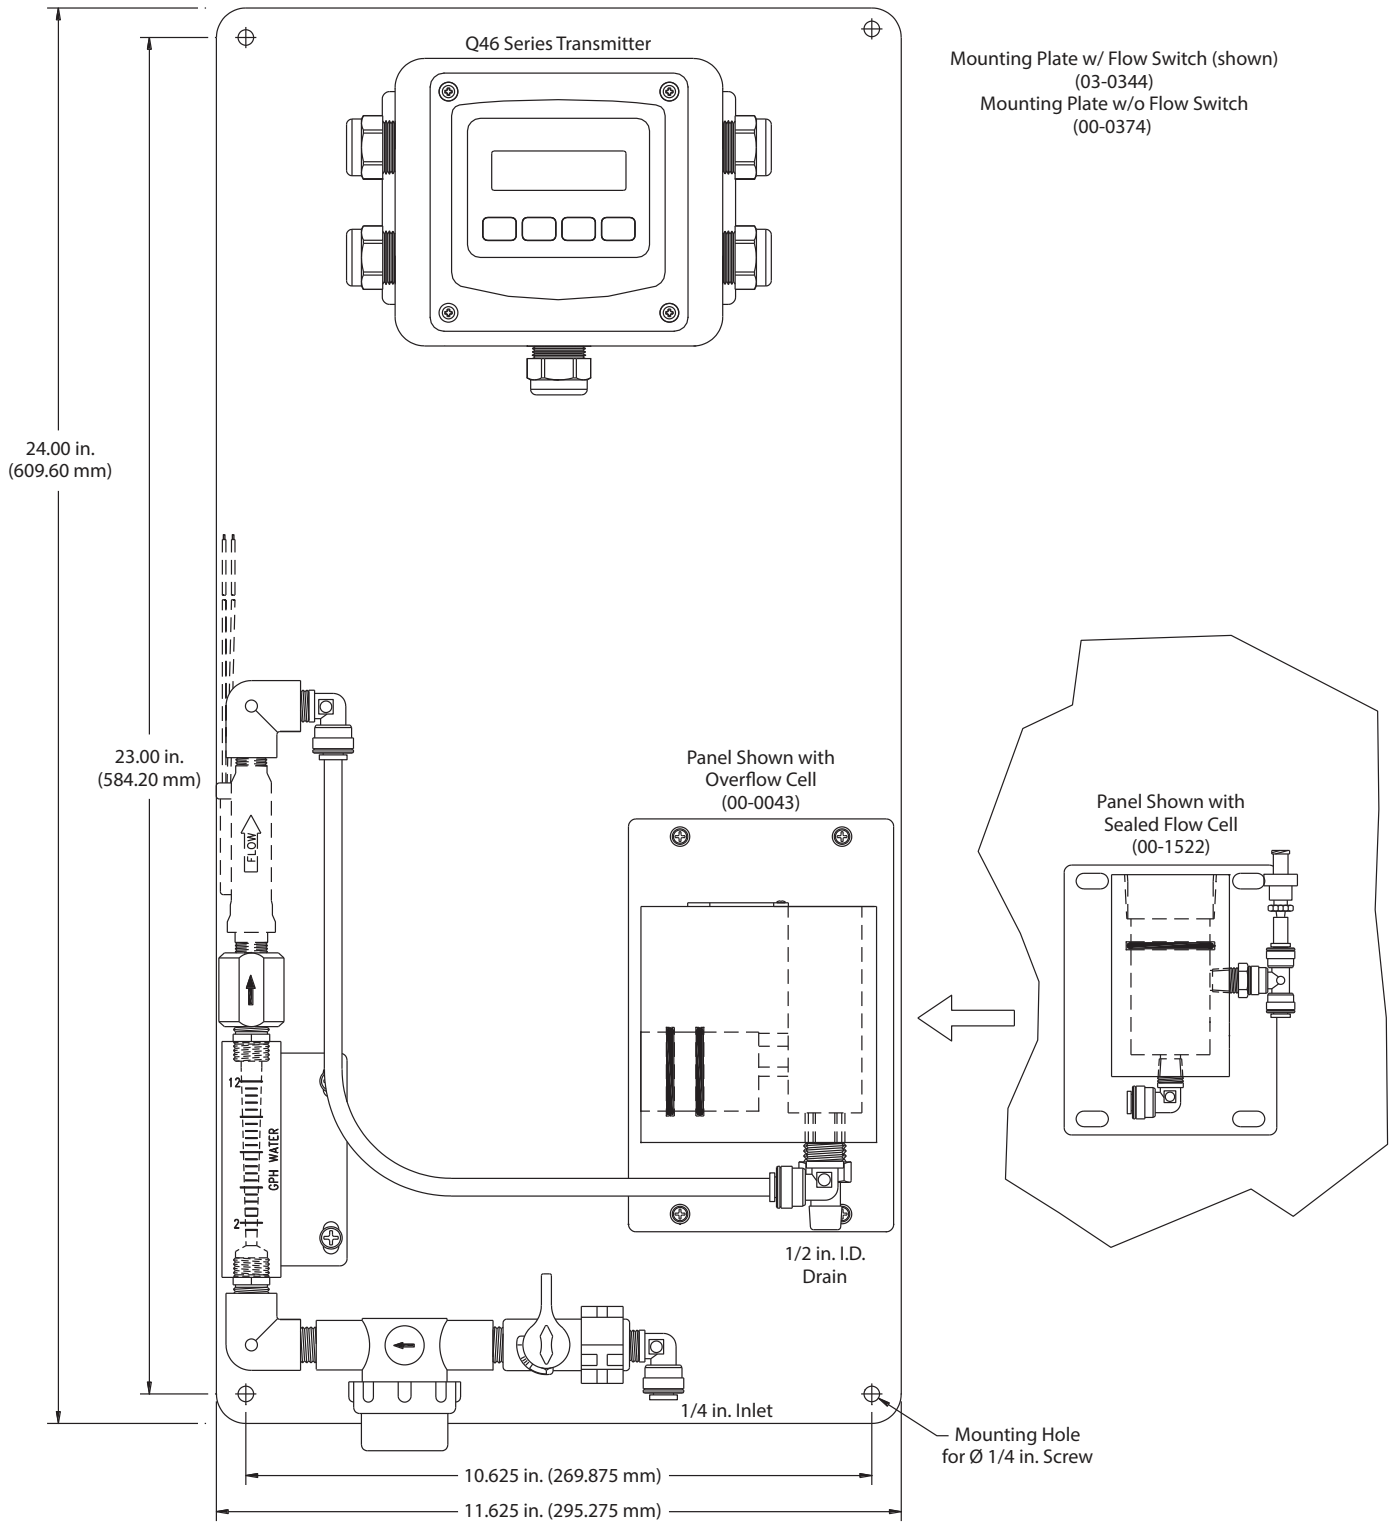 Q46 Series Transmitter
Mounting Plate w/ Flow Switch (shown)
(03-0344)
Mounting Plate w/o Flow Switch
(00-0374)
24.00 in.
(609.60 mm)
23.00 in.
(584.20 mm)
FLOW
Panel Shown with
Overflow Cell
(00-0043)
Panel Shown with
Sealed Flow Cell
(00-1522)
12
GPH WATER
2
1/2 in. I.D.
Drain
1/4 in. Inlet
Mounting Hole
for Ø 1/4 in. Screw
10.625 in. (269.875 mm)
11.625 in. (295.275 mm)